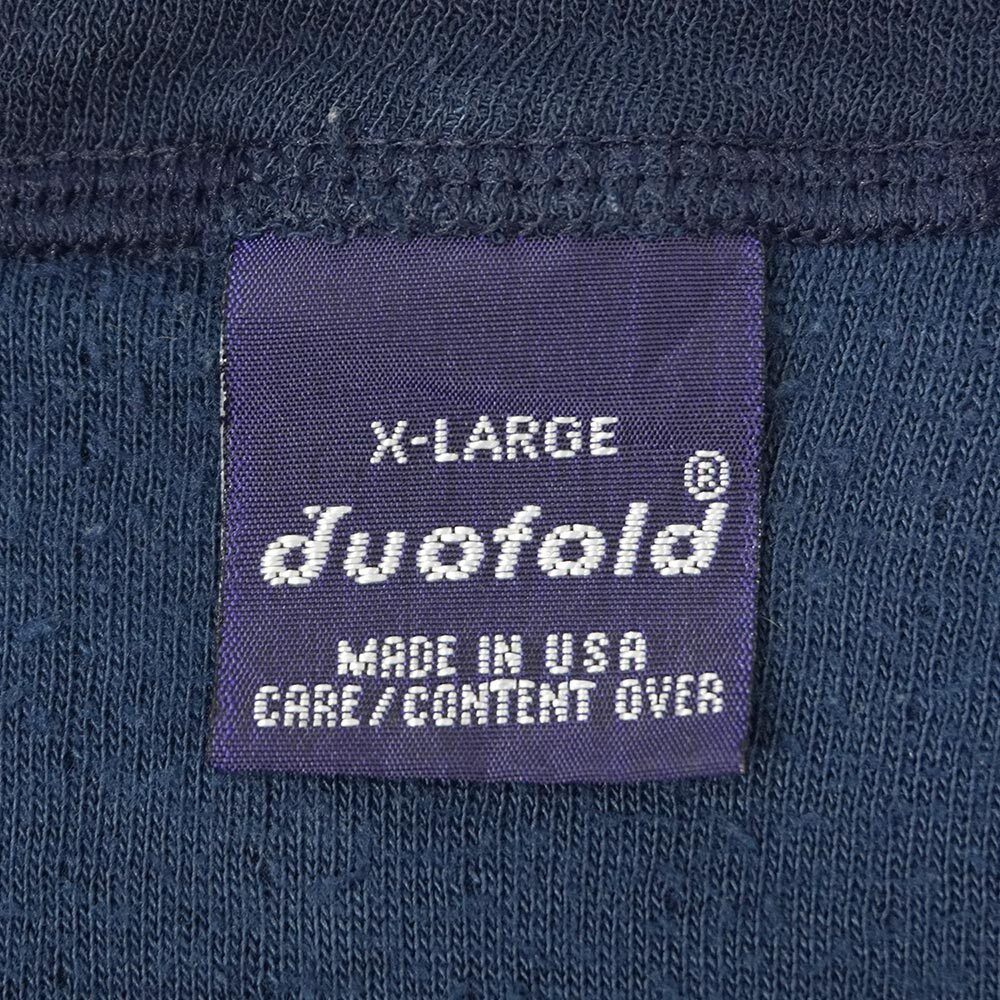 X-LARGE
duofold®
MADE IN USA
CARE/CONTENT OVER